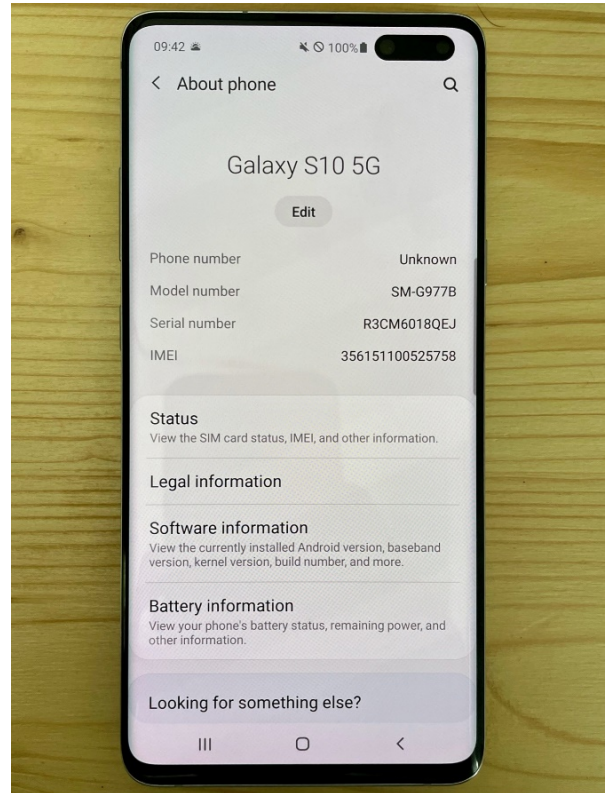 09:42 100%
About phone
Galaxy S10 5G
Edit
Phone number Unknown
Model number SM-G977B
Serial number R3CM6018QEJ
IMEI 356151100525758
Status
View the SIM card status, IMEI, and other information.
Legal information
Software information
View the currently installed Android version, baseband
version, kernel version, build number, and more.
Battery information
View your phone's battery status, remaining power, and
other information.
Looking for something else?